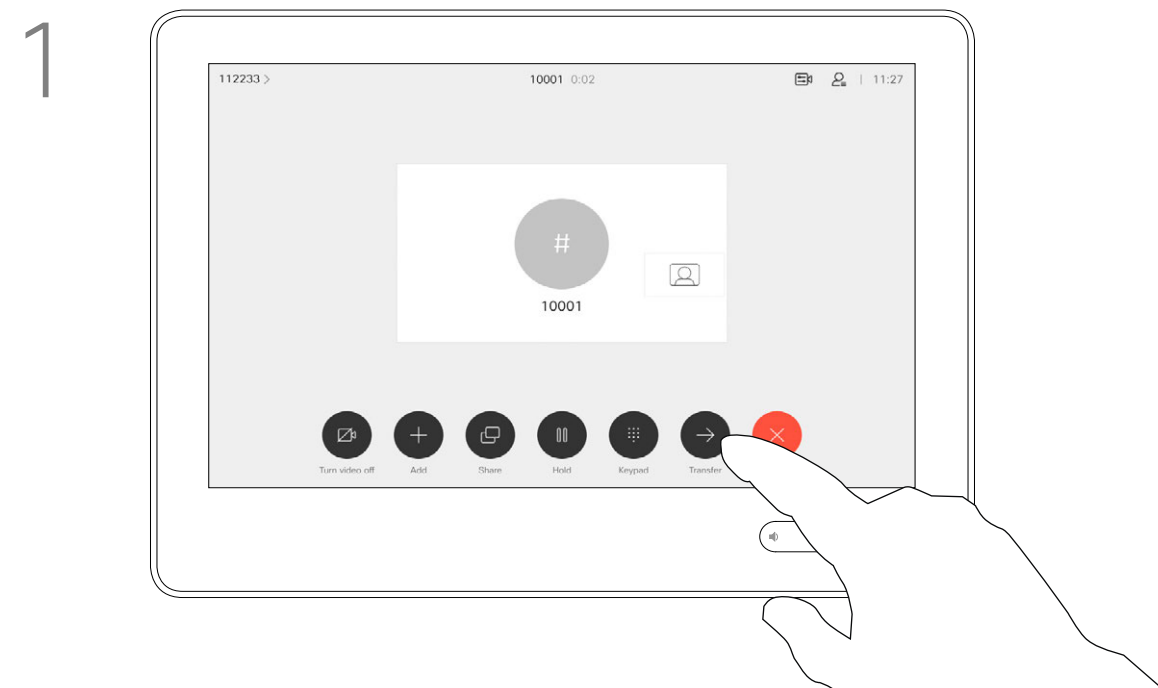 1
112233 >
10001 0:02
11:27
#
10001
Turn video off
Add
Share
Hold
Keypad
Transfer